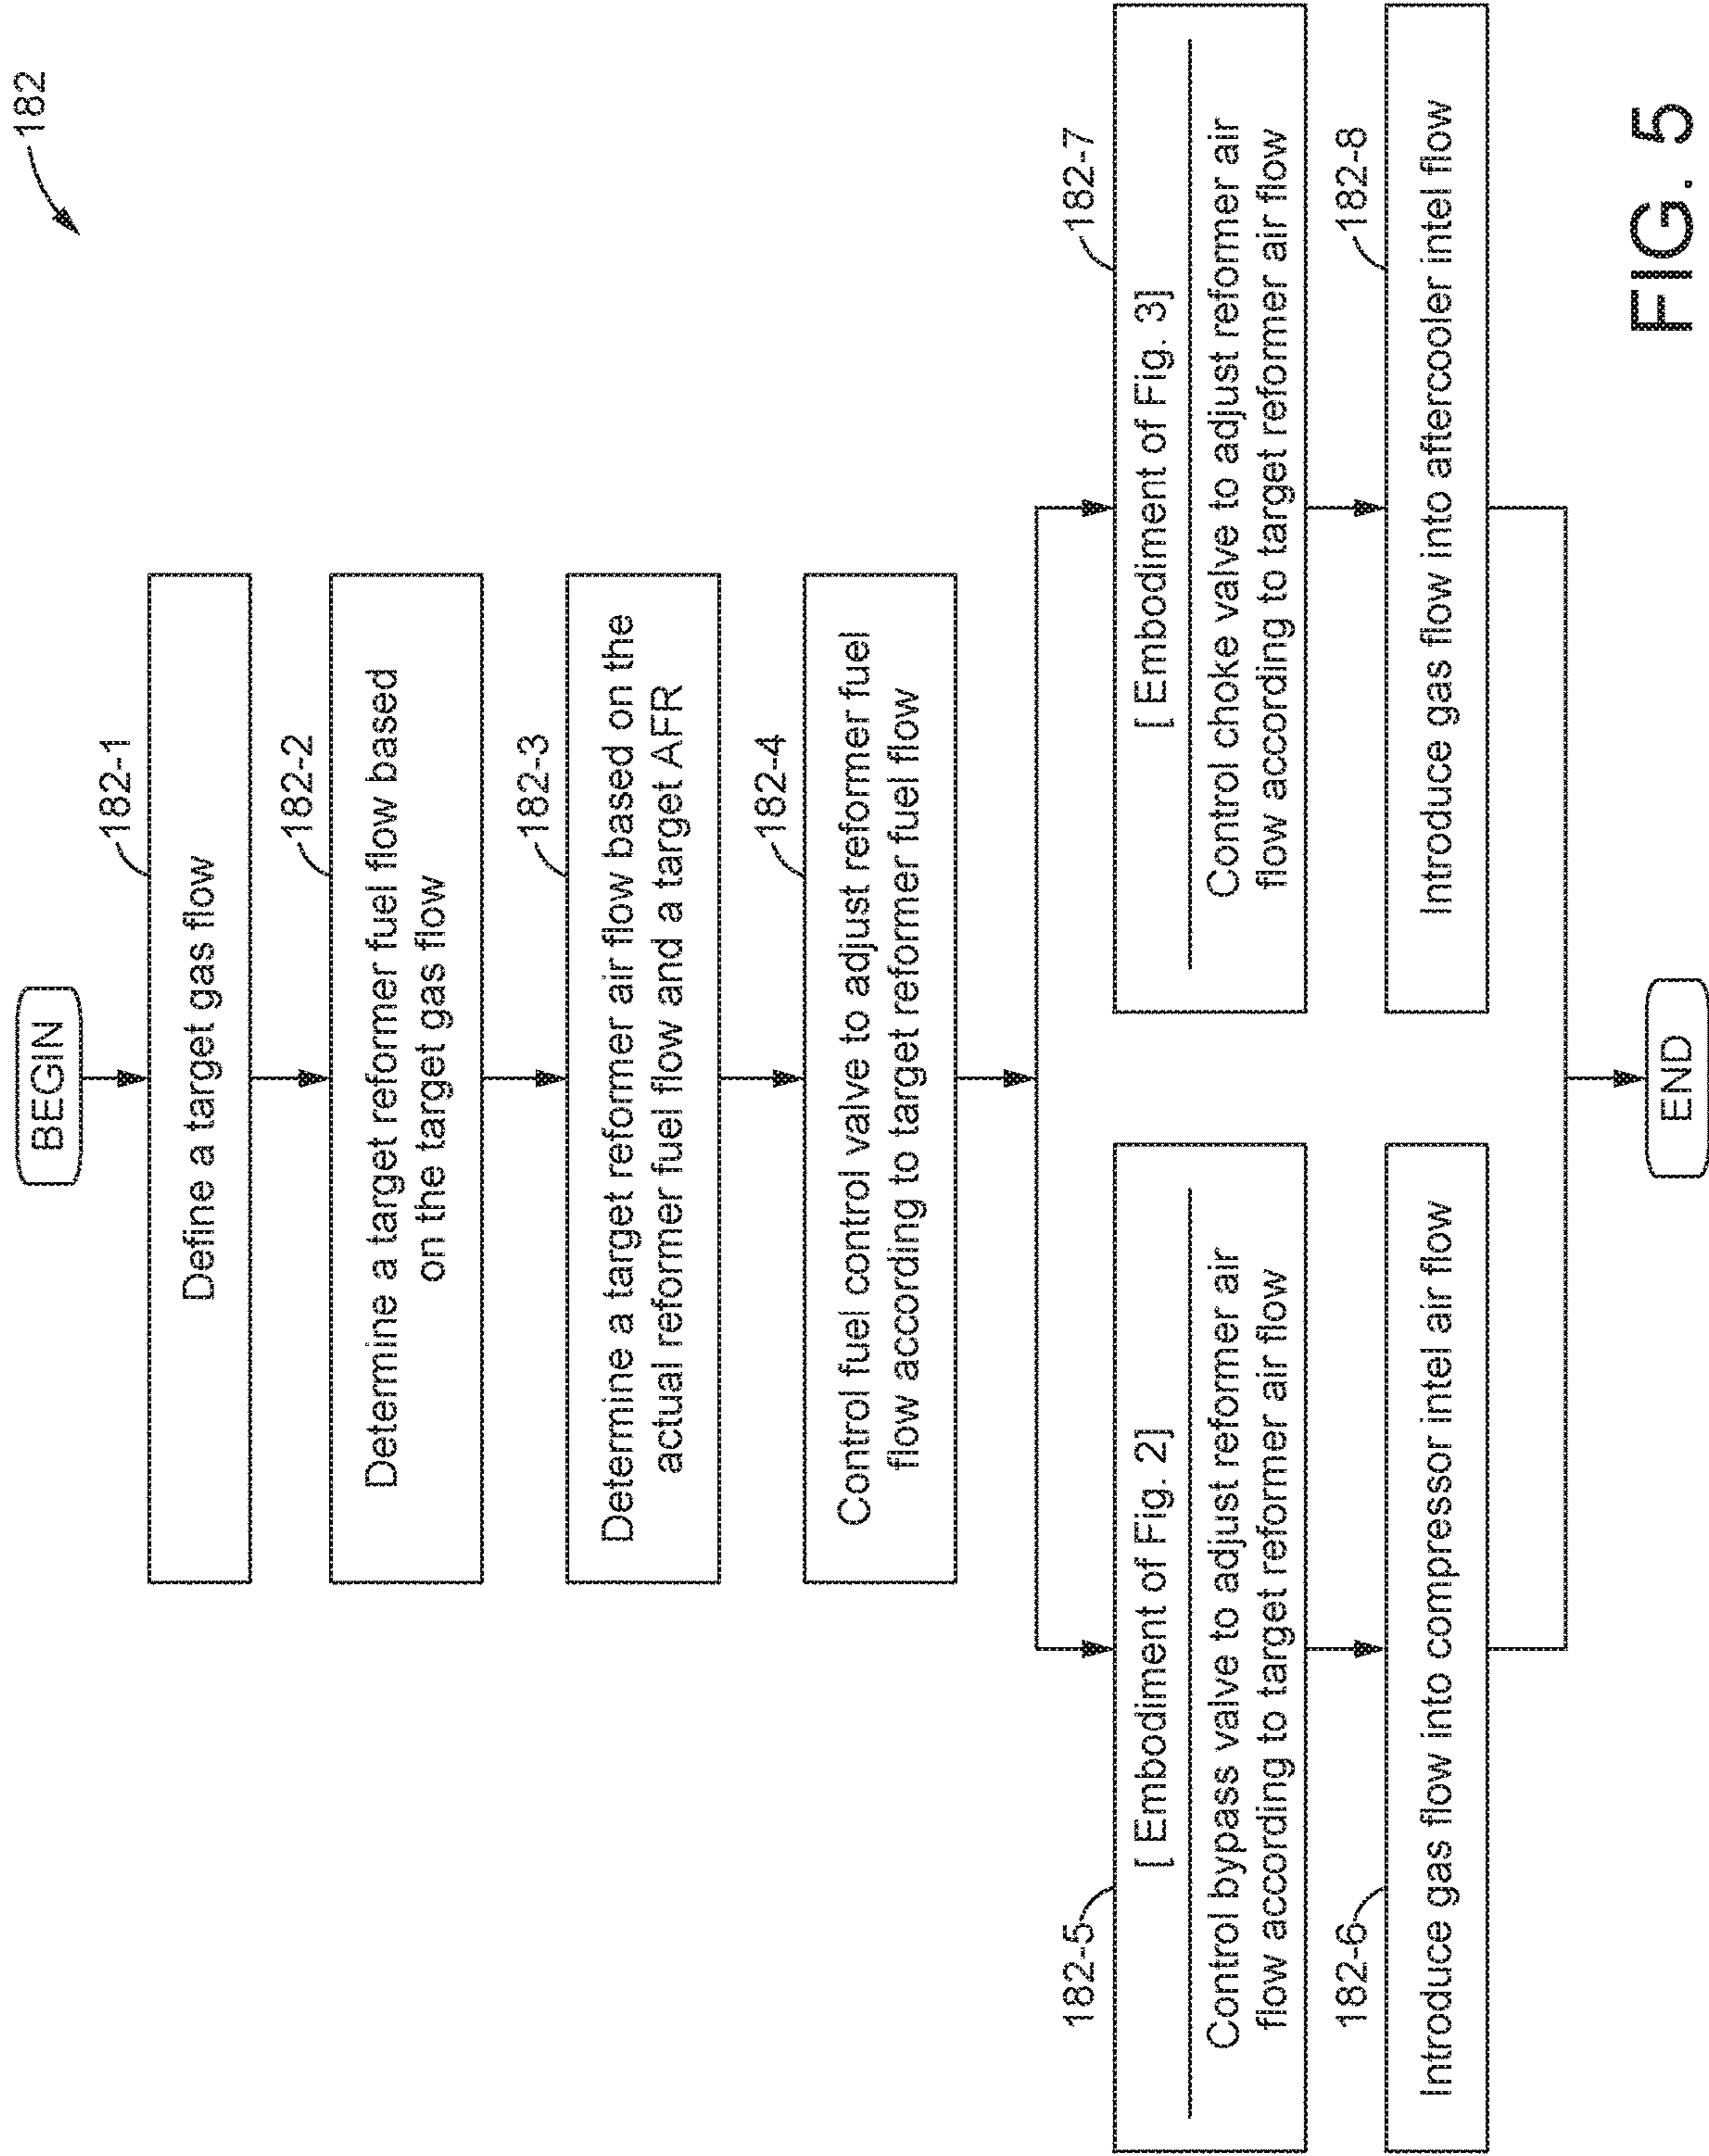 182
BEGIN
182-1
Define a target gas flow
182-2
Determine a target reformer fuel flow based
on the target gas flow
182-3
Determine a target reformer air flow based on the
actual reformer fuel flow and a target AFR
182-4
Control fuel control valve to adjust reformer fuel
flow according to target reformer fuel flow
182-5
[ Embodiment of Fig. 2]
Control bypass valve to adjust reformer air
flow according to target reformer air flow
182-6
Introduce gas flow into compressor intel air flow
182-7
[ Embodiment of Fig. 3]
Control choke valve to adjust reformer air
flow according to target reformer air flow
182-8
Introduce gas flow into aftercooler intel flow
END
FIG. 5